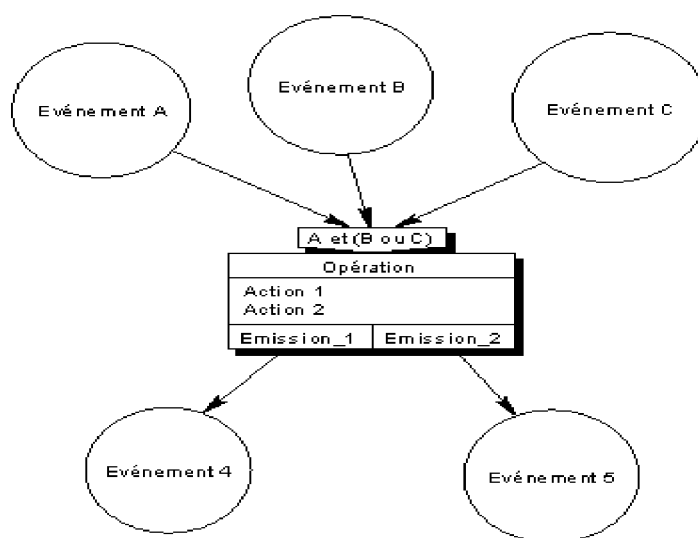 Evénement A
Evénement B
Evénement C
A et (B ou C)
Opération
Action 1
Action 2
Emission_1
Emission_2
Evénement 4
Evénement 5